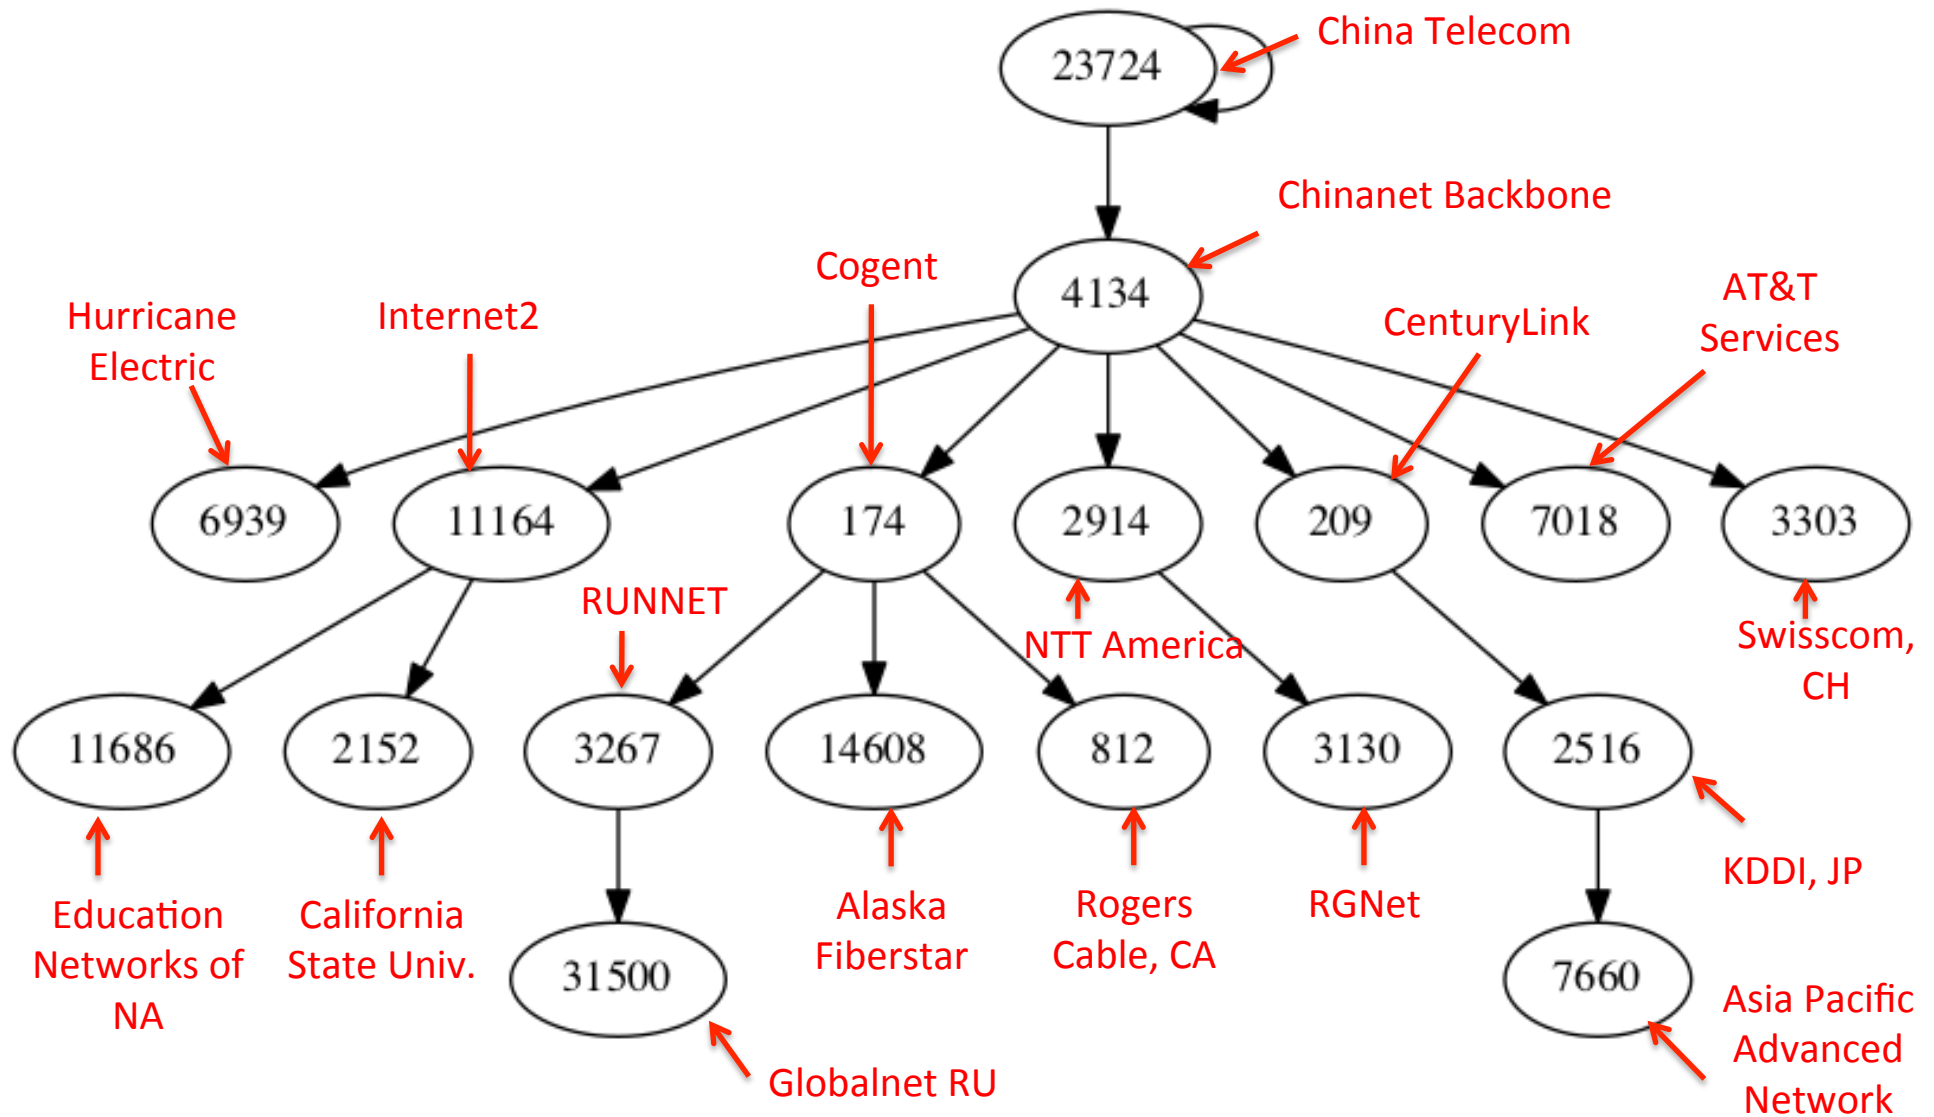 China Telecom
23724
Chinanet Backbone
Cogent
4134
AT&T
Services
Hurricane
Electric
Internet2
CenturyLink
6939
11164
174
2914
209
7018
3303
RUNNET
NTT America
Swisscom,
CH
11686
2152
3267
14608
812
3130
2516
KDDI, JP
Education
Networks of
NA
California
State Univ.
Alaska
Fiberstar
Rogers
Cable, CA
RGNet
31500
7660
Globalnet RU
Asia Pacific
Advanced
Network